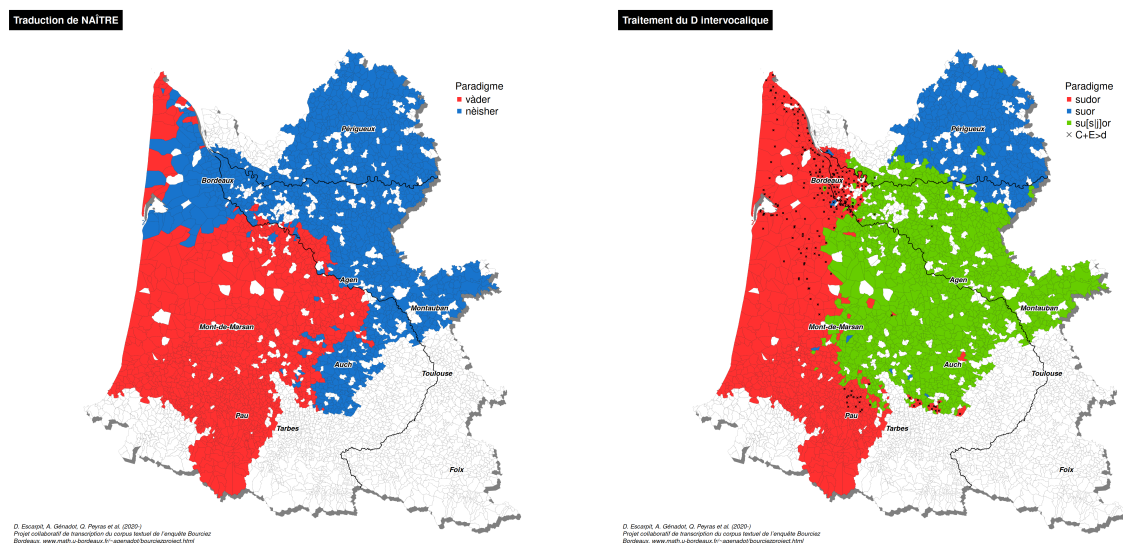 Traduction de NAÎTRE
Paradigme
vàder
nèisher
Périgueux
Bordeaux
Agen
Montauban
Mont-de-Marsan
Auch
Toulouse
Pau
Tarbes
Foix
D. Escarpit, A. Génadot, Q. Peyras et al. (2020-)
Projet collaboratif de transcription du corpus textuel de l'enquête Bourciez
Bordeaux. www.math.u-bordeaux.fr/~agenadot/bourciezproject.html
Traitement du D intervocalique
Paradigme
sudor
suor
su[s|j]or
C+E>d
Périgueux
Bordeaux
Agen
Montauban
Mont-de-Marsan
Auch
Toulouse
Pau
Tarbes
Foix
D. Escarpit, A. Génadot, Q. Peyras et al. (2020-)
Projet collaboratif de transcription du corpus textuel de l'enquête Bourciez
Bordeaux. www.math.u-bordeaux.fr/~agenadot/bourciezproject.html